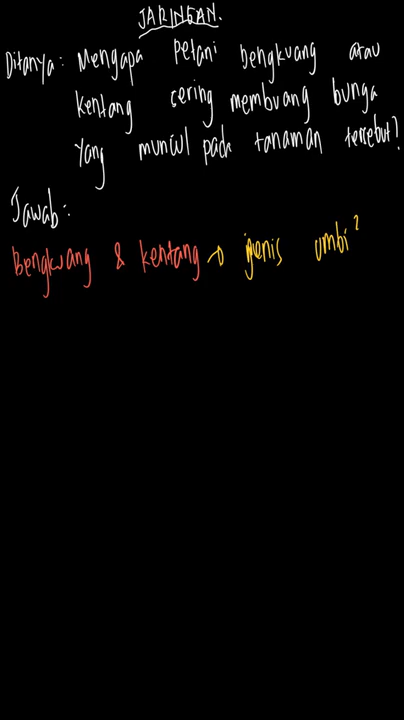 JARINGAN.
Ditanya: Mengapa petani bengkuang atau
kentang sering membuang bunga
yang muncul pada tanaman tersebut?
Jawab:
Bengkwang & kentang → jenis umbi²